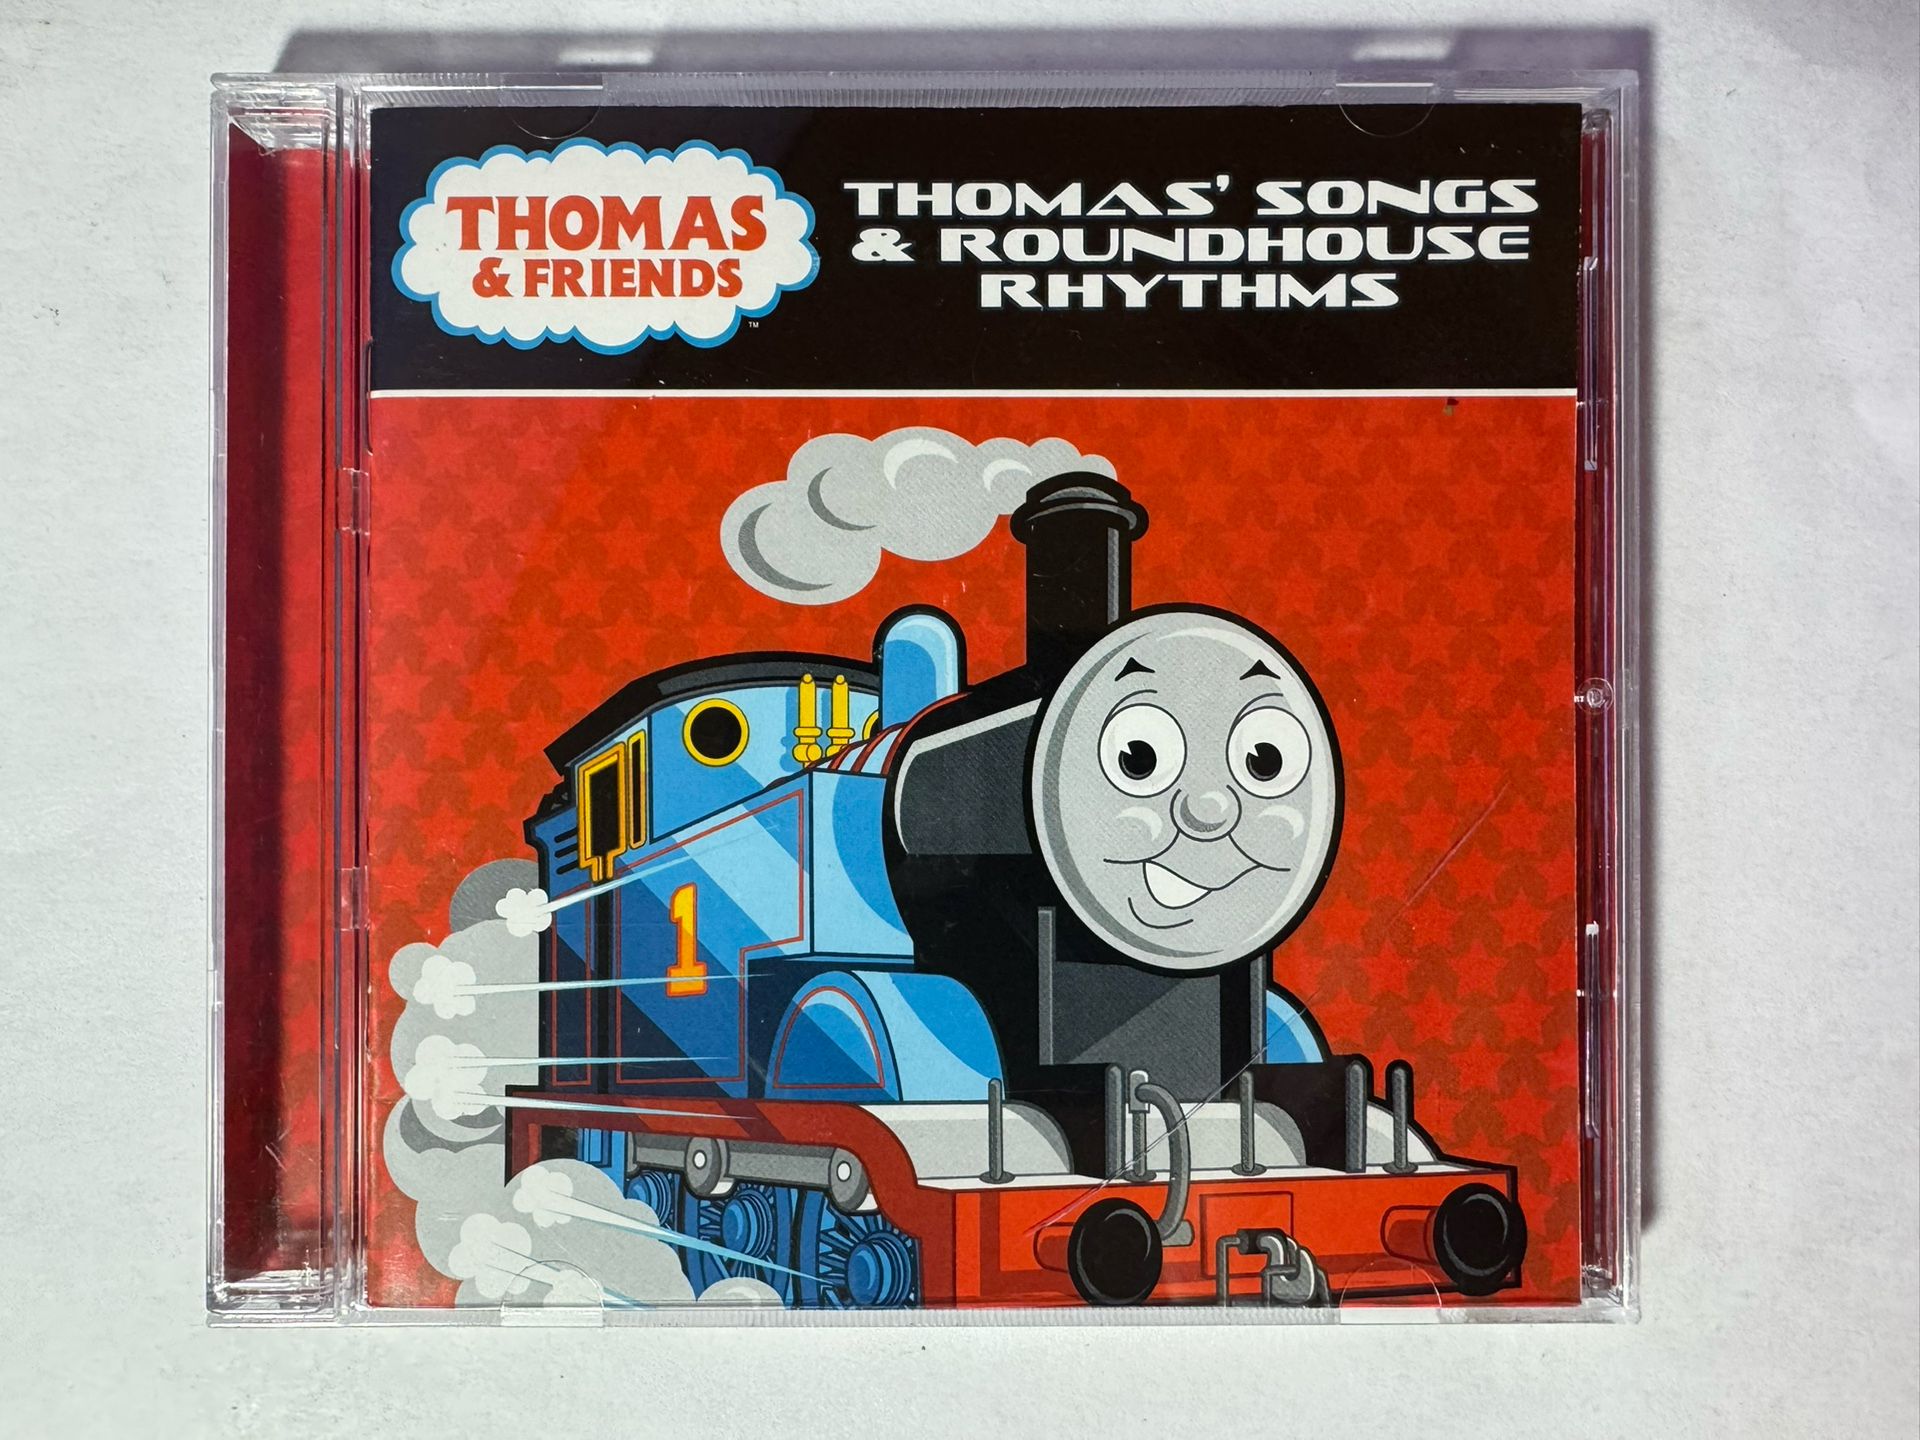 THOMAS
& FRIENDS
TM
THOMAS' SONGS
& ROUNDHOUSE
RHYTHMS
1